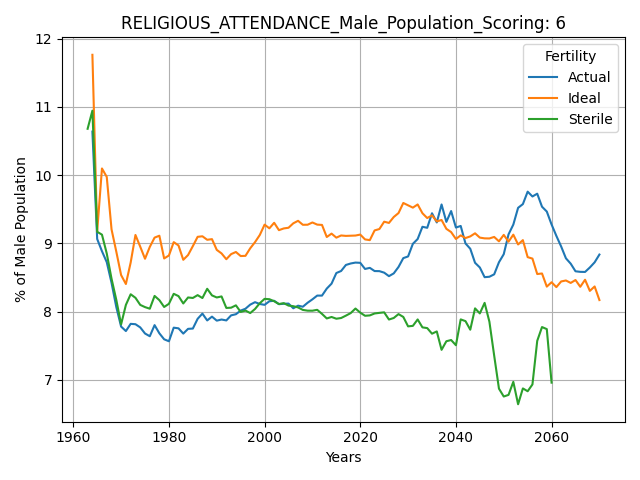 RELIGIOUS_ATTENDANCE_Male_Population_Scoring: 6
12
11
10
9
8
7
% of Male Population
Fertility
Actual
Ideal
Sterile
1960
1980
2000
2020
2040
2060
Years